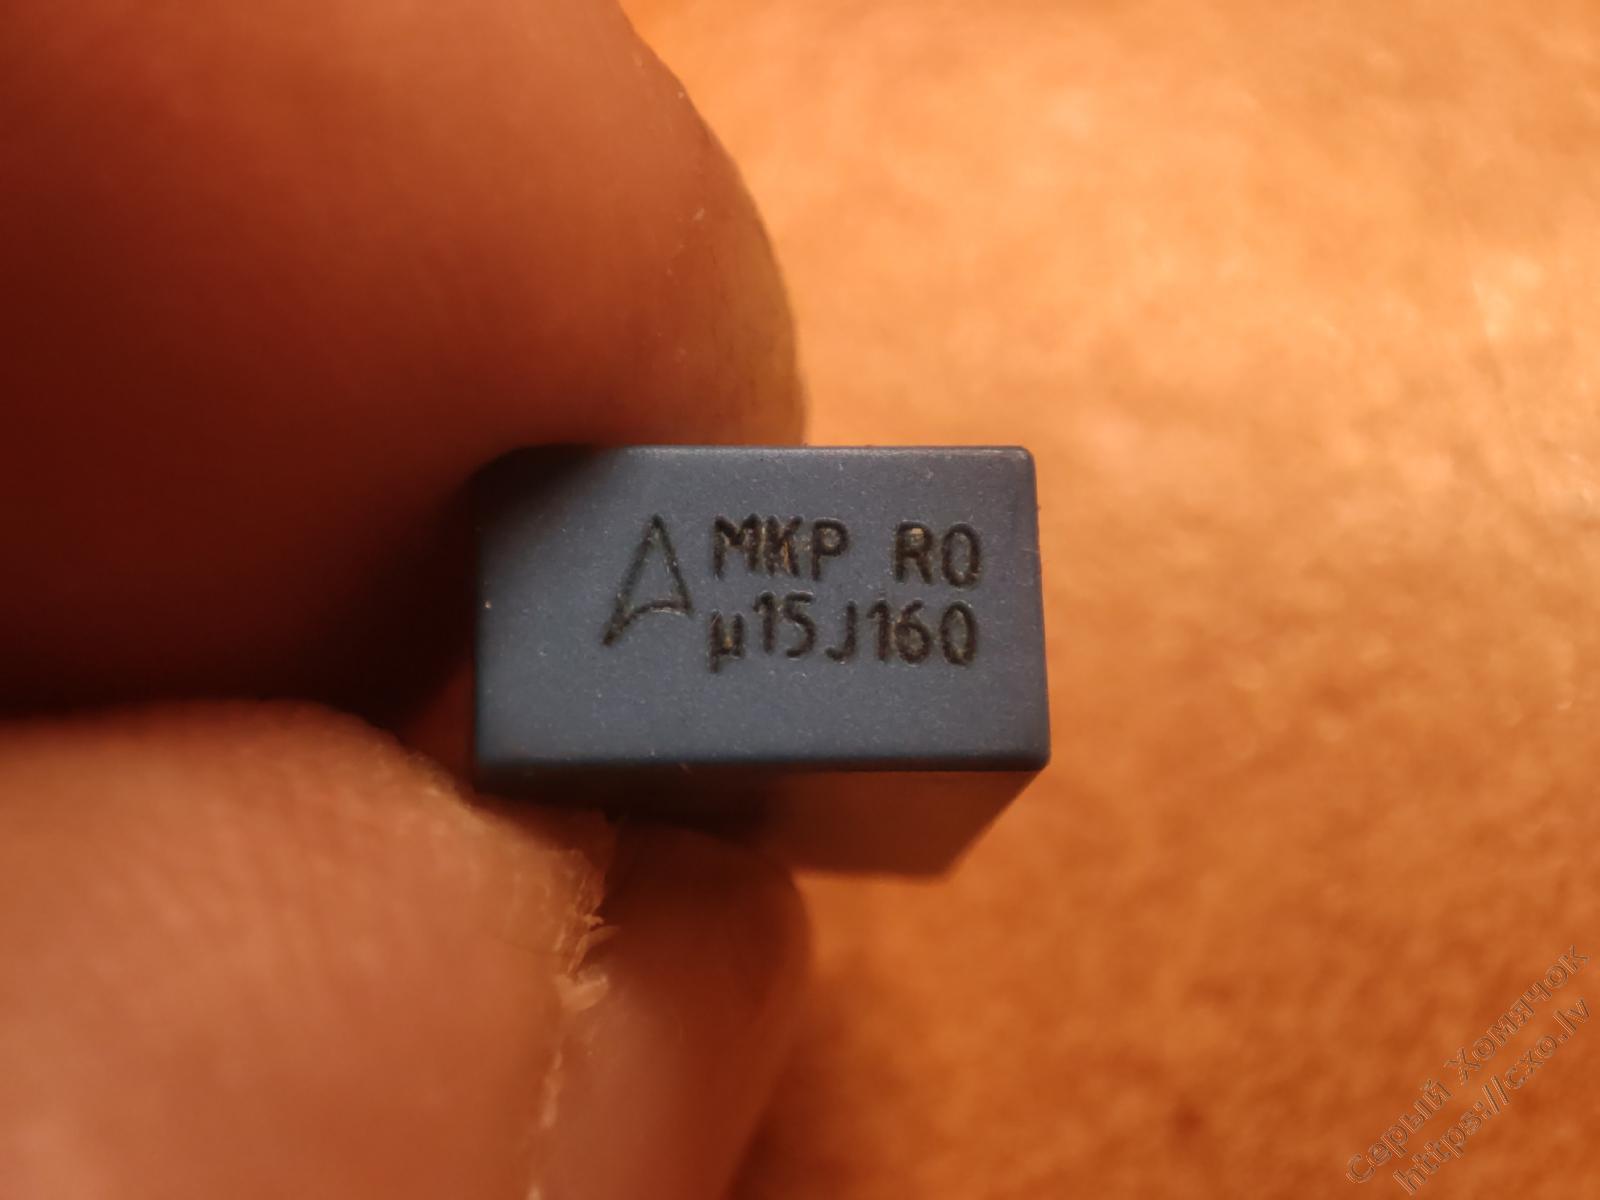 MKP R0
µ15J160
Серый Хомячок
https://cxo.lv